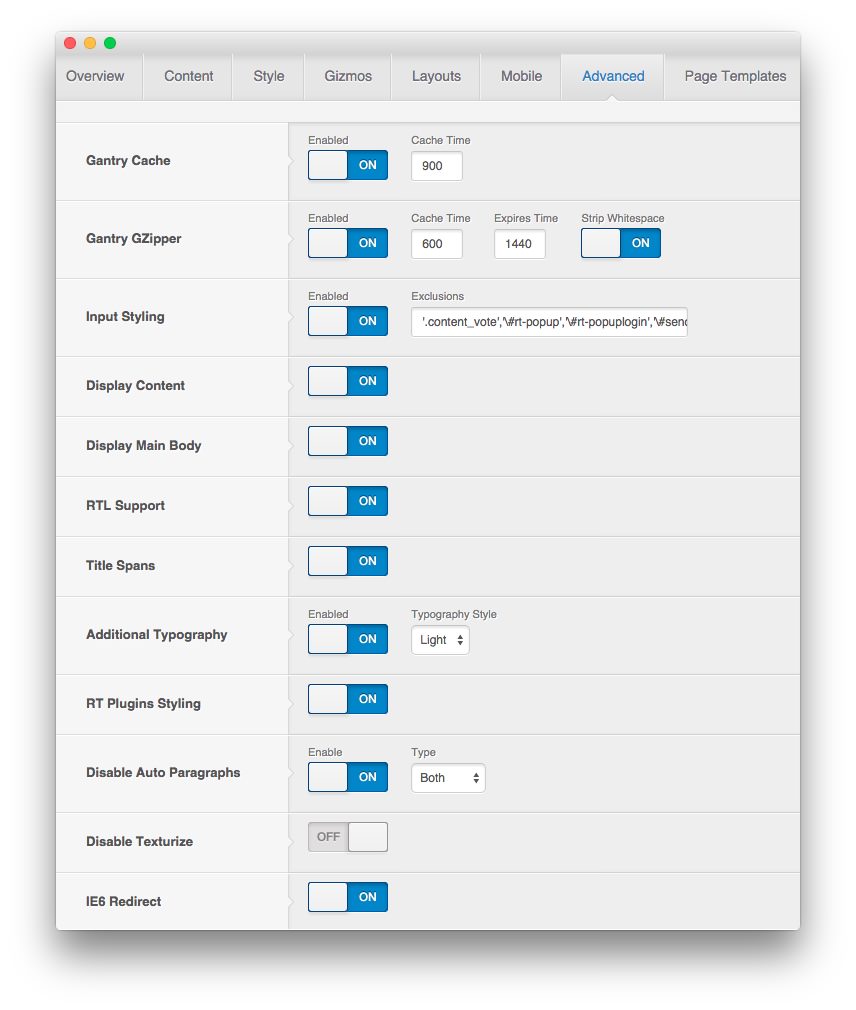 Overview Content Style Gizmos Layouts Mobile Advanced Page Templates
Enabled Cache Time
Gantry Cache ON 900
Enabled Cache Time Expires Time Strip Whitespace
Gantry GZipper ON 600 1440 ON
Enabled Exclusions
Input Styling ON '.content_vote','\#rt-popup','\#rt-popuplogin','\#send
Display Content ON
Display Main Body ON
RTL Support ON
Title Spans ON
Enabled Typography Style
Additional Typography ON Light
RT Plugins Styling ON
Enable Type
Disable Auto Paragraphs ON Both
Disable Texturize OFF
IE6 Redirect ON